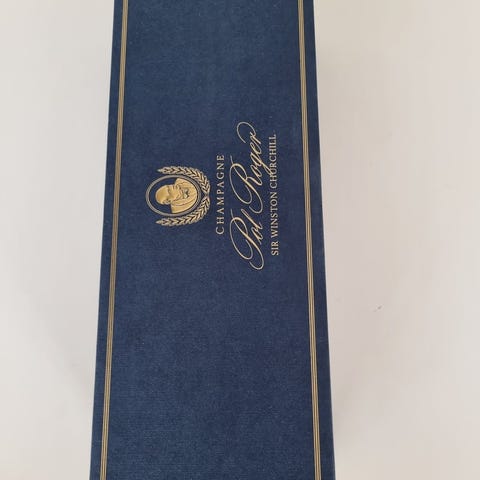 CHAMPAGNE
Pol Roger
SIR WINSTON CHURCHILL